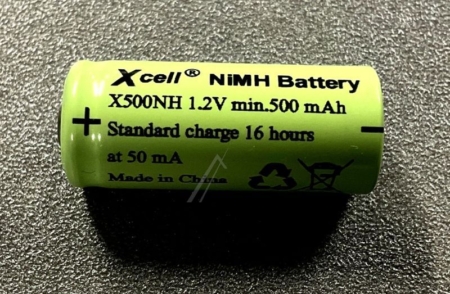 Xcell® NiMH Battery
X500NH 1.2V min.500 mAh
+ Standard charge 16 hours -
at 50 mA
Made in China